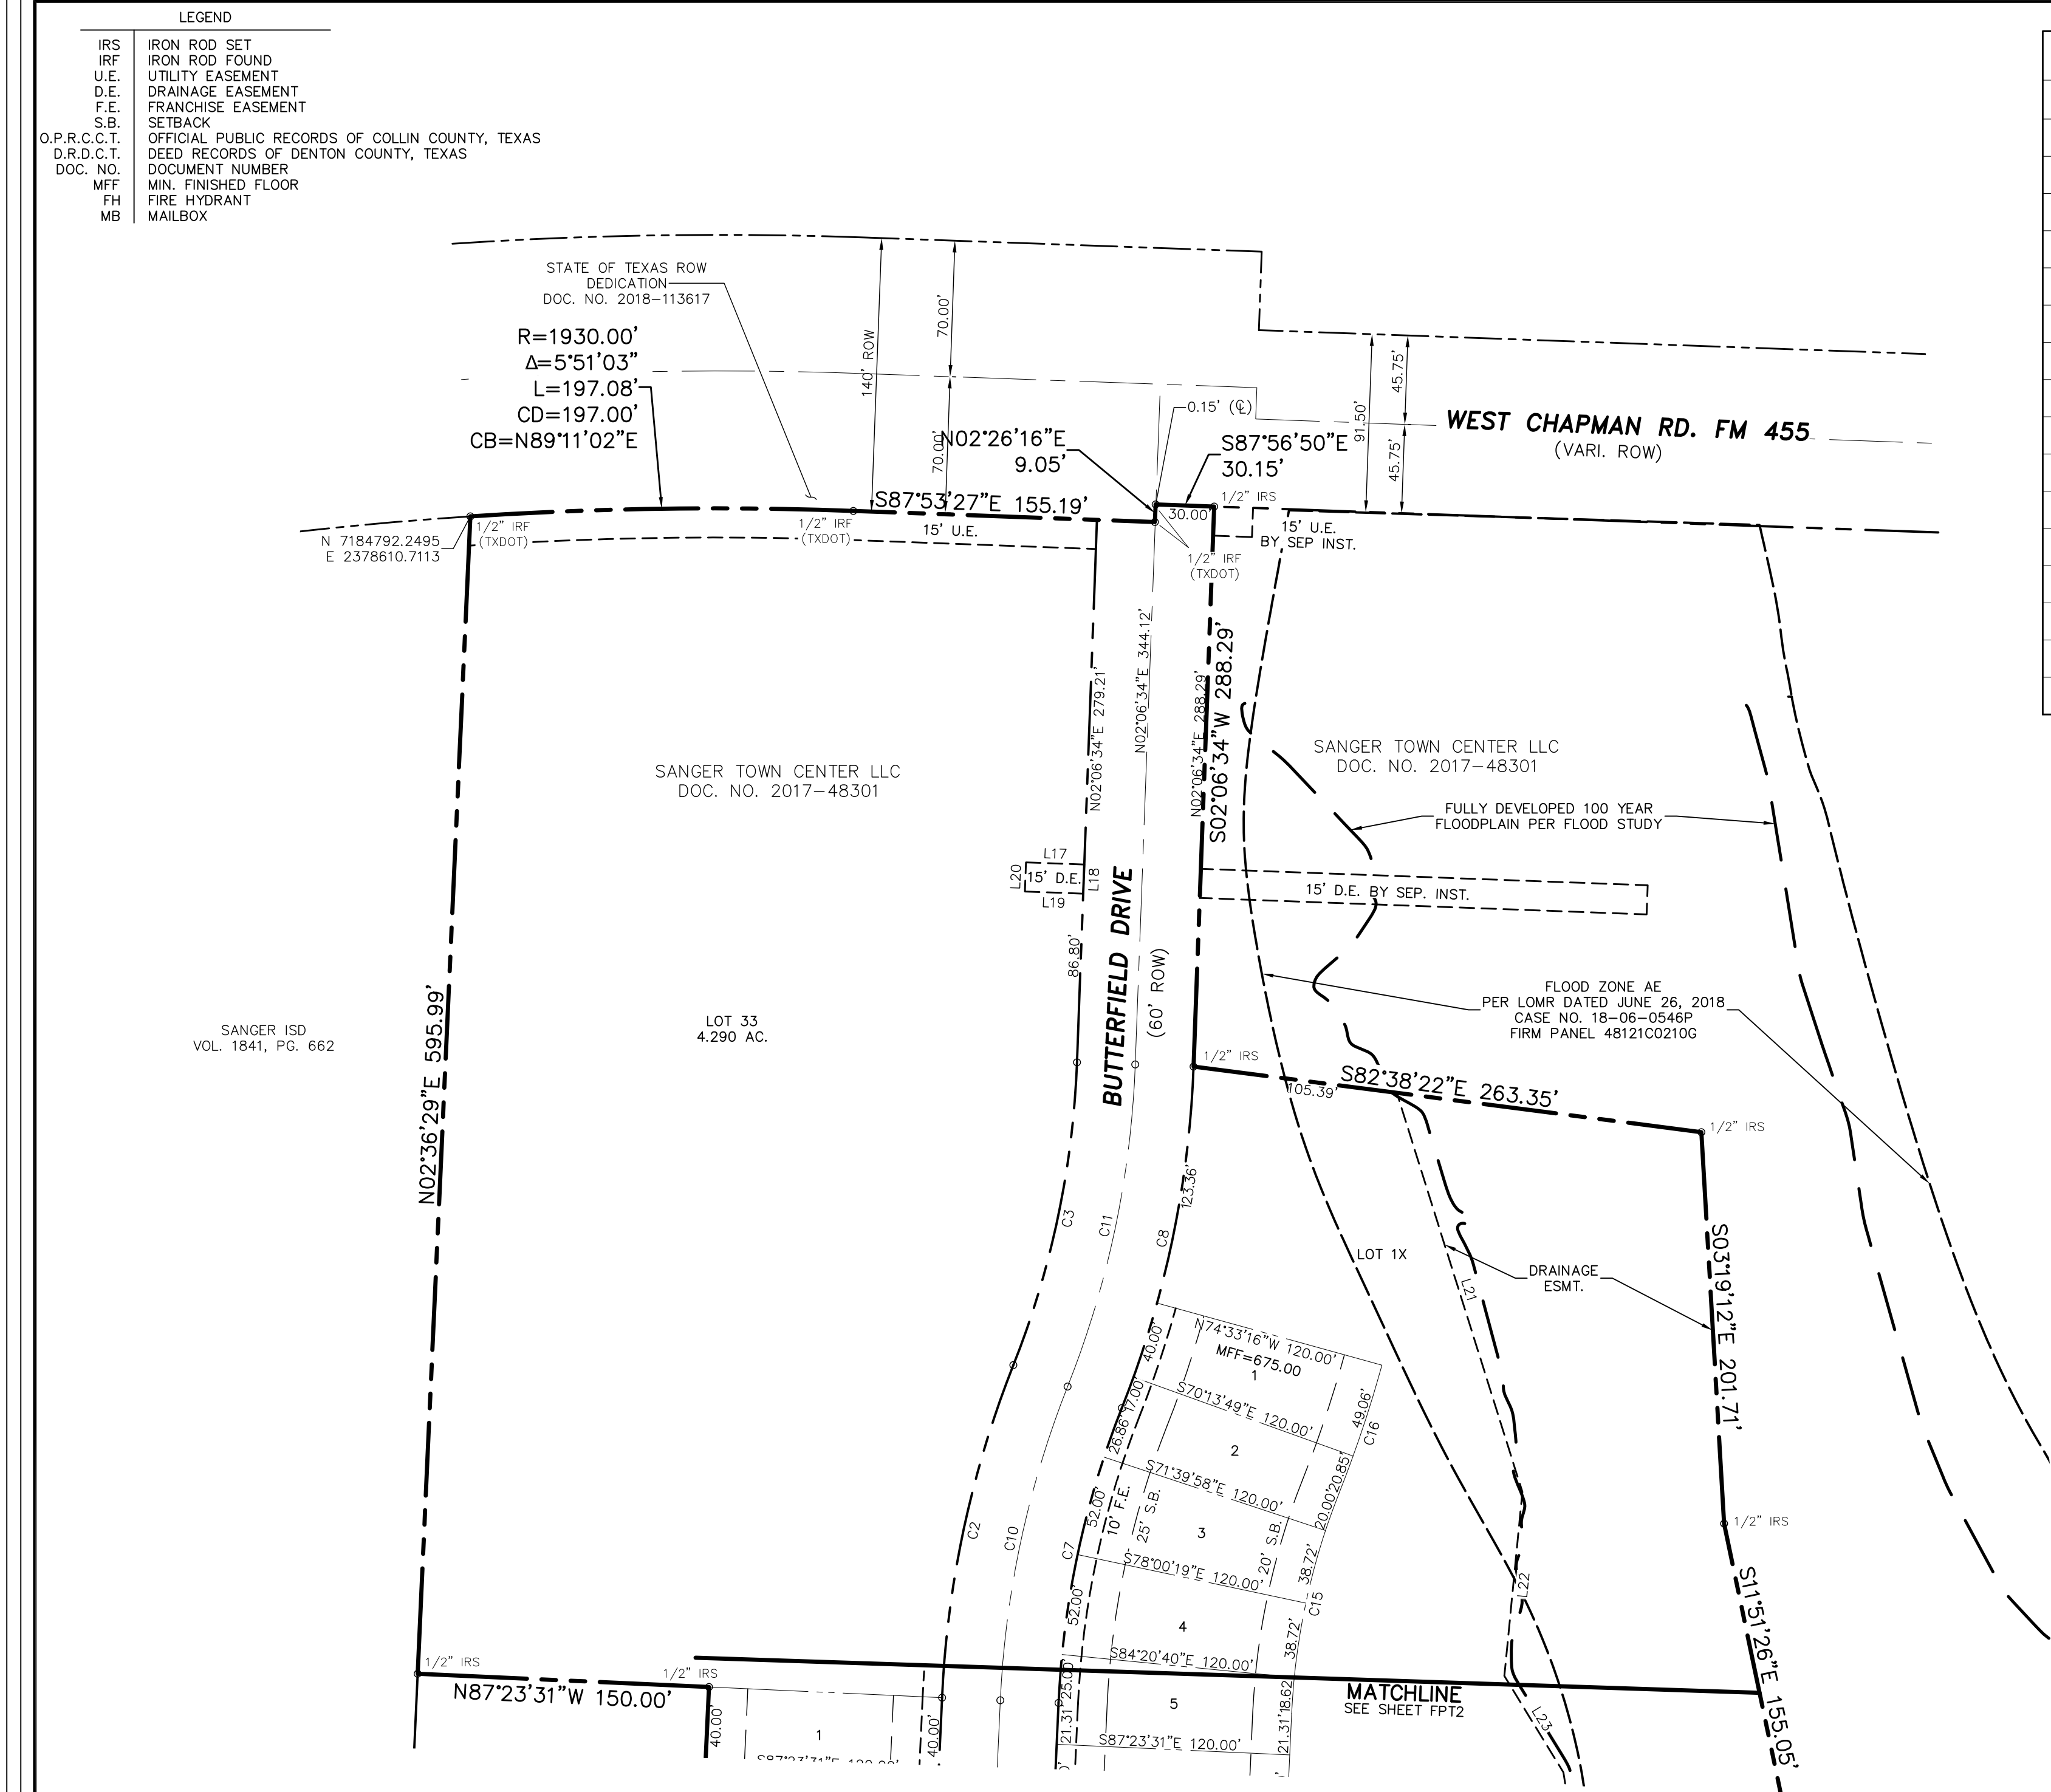 LEGEND
IRS IRON ROD SET
IRF IRON ROD FOUND
U.E. UTILITY EASEMENT
D.E. DRAINAGE EASEMENT
F.E. FRANCHISE EASEMENT
S.B. SETBACK
O.P.R.C.C.T. OFFICIAL PUBLIC RECORDS OF COLLIN COUNTY, TEXAS
D.R.D.C.T. DEED RECORDS OF DENTON COUNTY, TEXAS
DOC. NO. DOCUMENT NUMBER
MFF MIN. FINISHED FLOOR
FH FIRE HYDRANT
MB MAILBOX
STATE OF TEXAS ROW
DEDICATION
DOC. NO. 2018-113617
R=1930.00'
Δ=5°51'03"
L=197.08'
CD=197.00'
CB=N89°11'02"E
140' ROW
70.00'
70.00'
0.15' (℄)
N02°26'16"E
9.05'
S87°56'50"E
30.15'
91.50'
45.75'
45.75'
WEST CHAPMAN RD. FM 455
(VARI. ROW)
S87°53'27"E 155.19'
30.00'
1/2" IRS
1/2" IRF
(TXDOT)
1/2" IRF
(TXDOT)
15' U.E.
15' U.E.
BY SEP INST.
1/2" IRF
(TXDOT)
N 7184792.2495
E 2378610.7113
N02°06'34"E 279.21'
N02°06'34"E 344.12'
N02°06'34"E 288.29'
S02°06'34"W 288.29'
SANGER TOWN CENTER LLC
DOC. NO. 2017-48301
SANGER TOWN CENTER LLC
DOC. NO. 2017-48301
FULLY DEVELOPED 100 YEAR
FLOODPLAIN PER FLOOD STUDY
L17
L20
15' D.E.
L18
L19
15' D.E. BY SEP. INST.
86.80'
BUTTERFIELD DRIVE
(60' ROW)
FLOOD ZONE AE
PER LOMR DATED JUNE 26, 2018
CASE NO. 18-06-0546P
FIRM PANEL 48121C0210G
SANGER ISD
VOL. 1841, PG. 662
LOT 33
4.290 AC.
N02°36'29"E 595.99'
1/2" IRS
S82°38'22"E 263.35'
105.39'
1/2" IRS
123.36'
C3
C11
C8
LOT 1X
DRAINAGE
ESMT.
L21
S03°19'12"E 201.71'
N74°33'16"W 120.00'
MFF=675.00
1
40.00'
S70°13'49"E 120.00'
49.06'
C16
17.00'
26.86'
2
20.85'
S71°39'58"E 120.00'
20.00'
52.00'
10' F.E.
25' S.B.
3
20' S.B.
C2
C10
C7
S78°00'19"E 120.00'
38.72'
C15
52.00'
4
38.72'
S84°20'40"E 120.00'
L22
1/2" IRS
S11°51'26"E 155.05'
1/2" IRS
1/2" IRS
N87°23'31"W 150.00'
40.00'
1
40.00'
25.00'
21.31'
5
18.62'
21.31'
S87°23'31"E 120.00'
MATCHLINE
SEE SHEET FPT2
L23
S87°23'31"E 120.00'